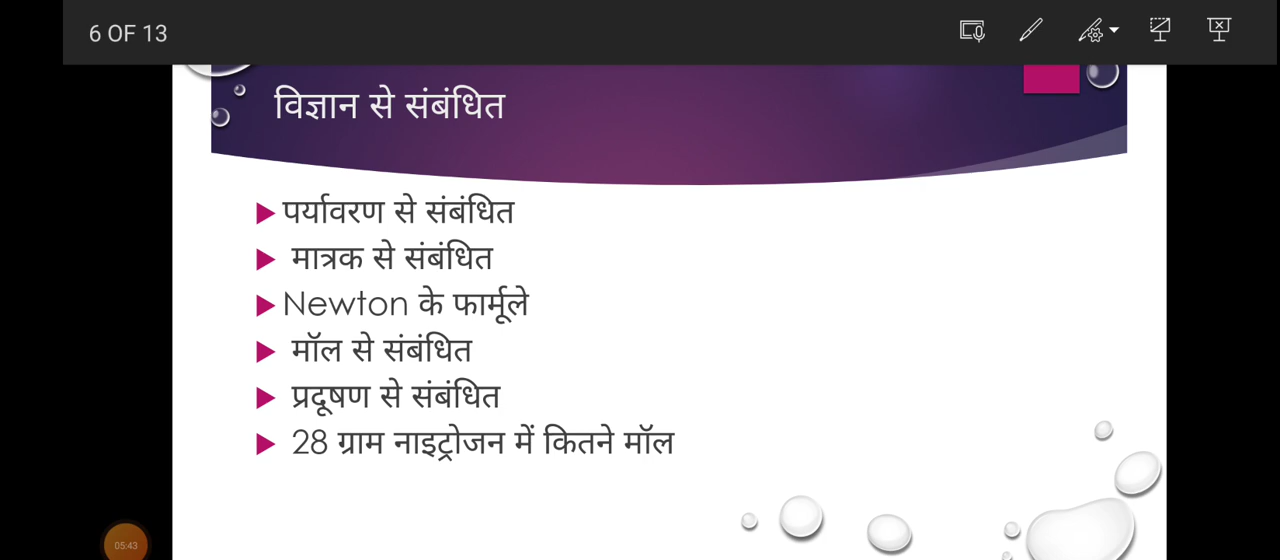 6 OF 13
विज्ञान से संबंधित
पर्यावरण से संबंधित
मात्रक से संबंधित
Newton के फार्मूले
मॉल से संबंधित
प्रदूषण से संबंधित
28 ग्राम नाइट्रोजन में कितने मॉल
05:43